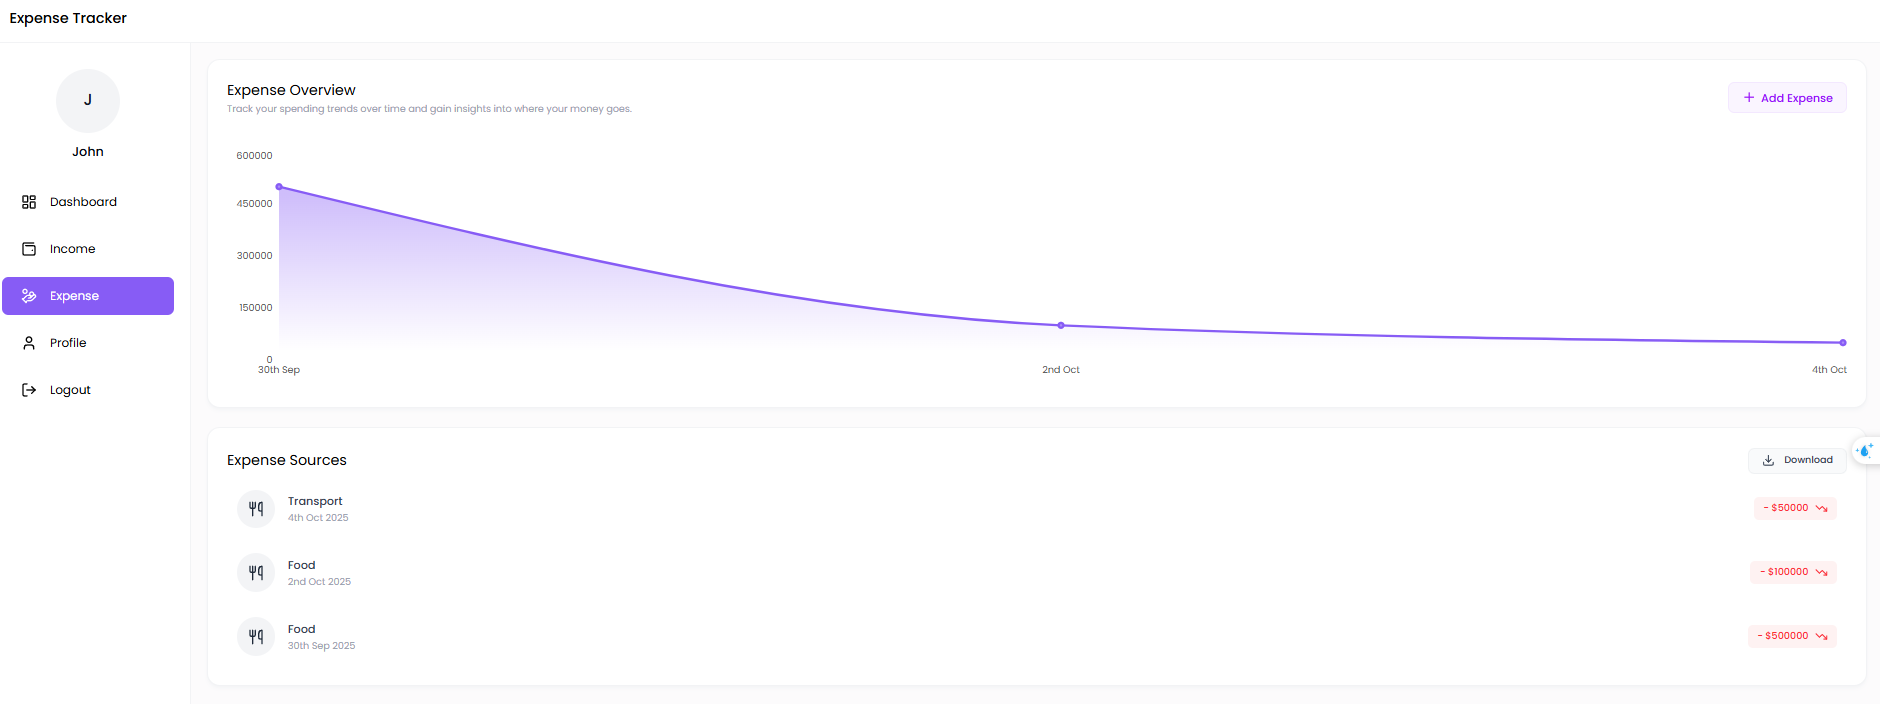 Expense Tracker
J
John
Dashboard
Income
Expense
Profile
Logout
Expense Overview
Track your spending trends over time and gain insights into where your money goes.
+ Add Expense
600000
450000
300000
150000
0
30th Sep
2nd Oct
4th Oct
Expense Sources
Download
Transport
4th Oct 2025
- $50000
Food
2nd Oct 2025
- $100000
Food
30th Sep 2025
- $500000